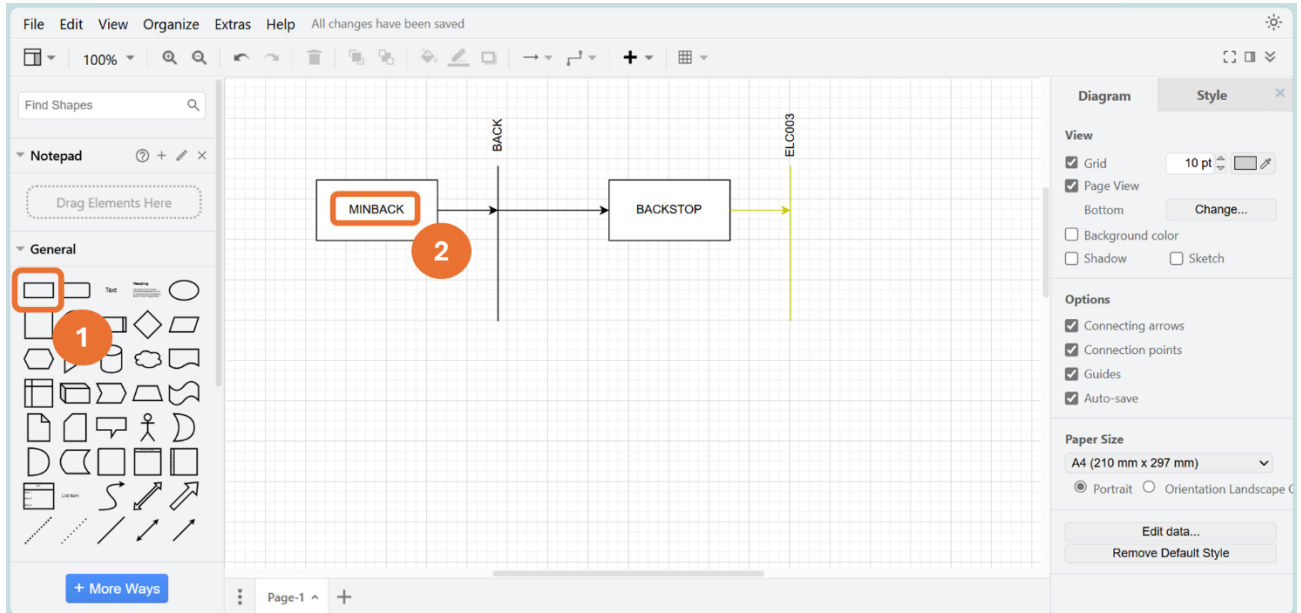 File Edit View Organize Extras Help All changes have been saved
100%
Find Shapes
Notepad
Drag Elements Here
General
Text
Heading
List Item
1
+ More Ways
BACK
ELC003
MINBACK
BACKSTOP
2
Page-1
Diagram Style
View
Grid 10 pt
Page View
Bottom Change...
Background color
Shadow Sketch
Options
Connecting arrows
Connection points
Guides
Auto-save
Paper Size
A4 (210 mm x 297 mm)
Portrait Orientation Landscape
Edit data...
Remove Default Style